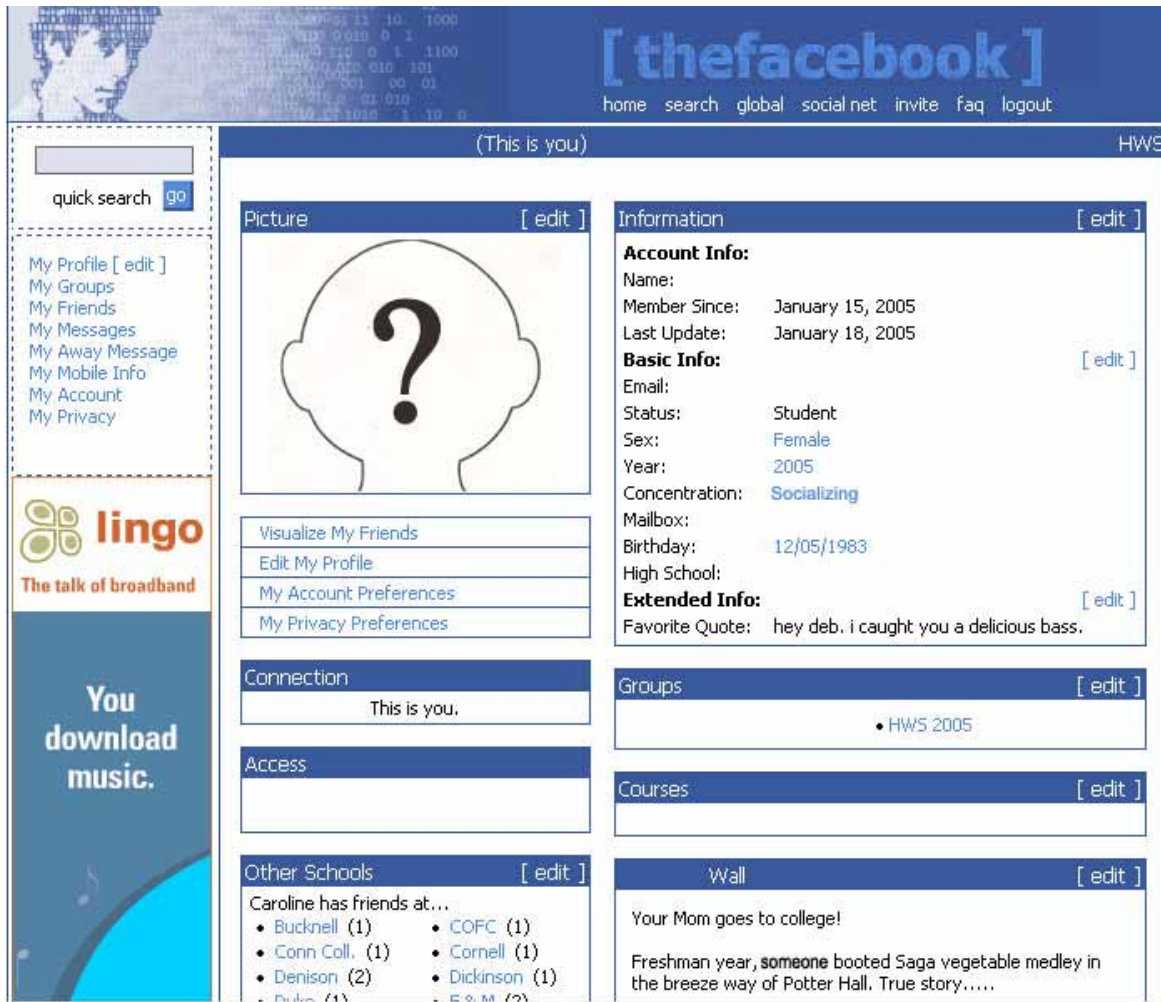 [ thefacebook ]
home search global social net invite faq logout
quick search go
My Profile [ edit ]
My Groups
My Friends
My Messages
My Away Message
My Mobile Info
My Account
My Privacy
lingo
The talk of broadband
You
download
music.
(This is you) HWS
Picture [ edit ]
?
Visualize My Friends
Edit My Profile
My Account Preferences
My Privacy Preferences
Connection
This is you.
Access
Other Schools [ edit ]
Caroline has friends at...
• Bucknell (1) • COFC (1)
• Conn Coll. (1) • Cornell (1)
• Denison (2) • Dickinson (1)
• Duke (1) • F & M (2)
Information [ edit ]
Account Info:
Name:
Member Since: January 15, 2005
Last Update: January 18, 2005
Basic Info: [ edit ]
Email:
Status: Student
Sex: Female
Year: 2005
Concentration: Socializing
Mailbox:
Birthday: 12/05/1983
High School:
Extended Info: [ edit ]
Favorite Quote: hey deb. i caught you a delicious bass.
Groups [ edit ]
• HWS 2005
Courses [ edit ]
Wall [ edit ]
Your Mom goes to college!
Freshman year, someone booted Saga vegetable medley in
the breeze way of Potter Hall. True story.....